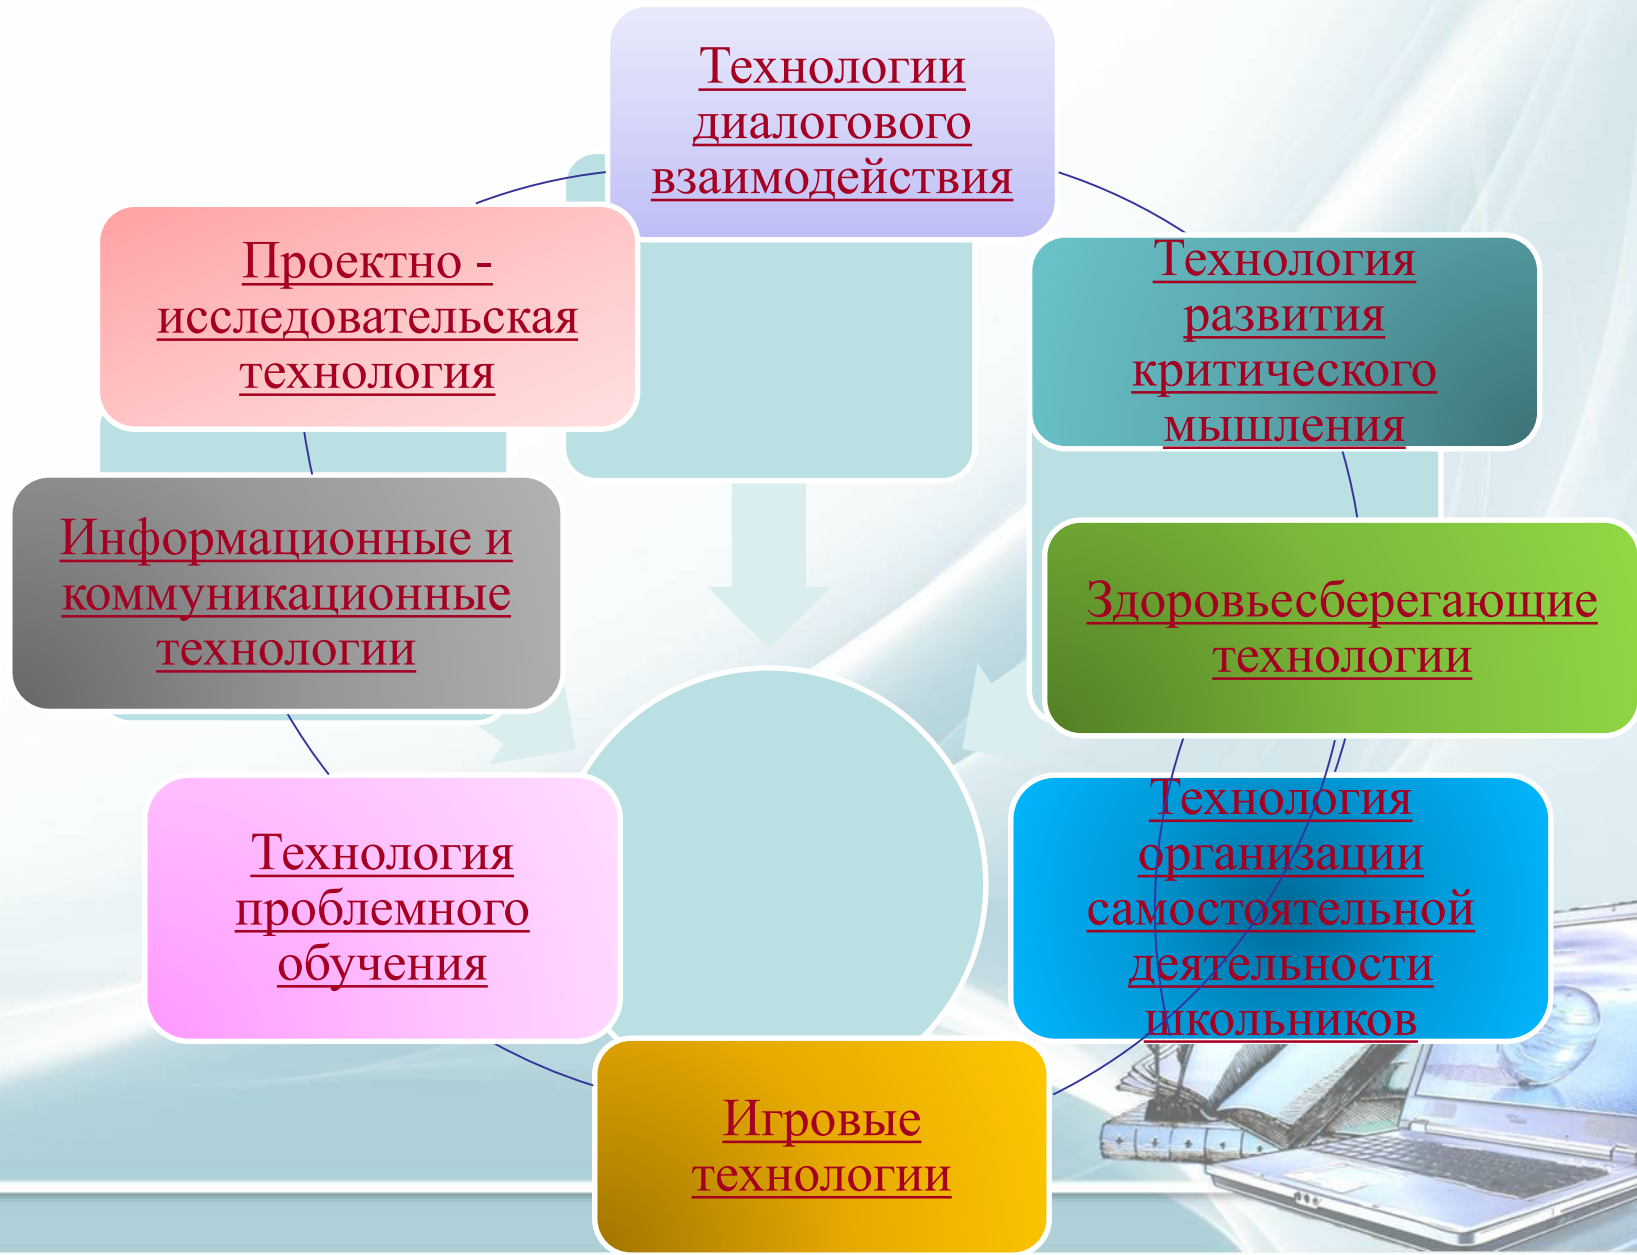 Технологии
диалогового
взаимодействия
Проектно -
исследовательская
технология
Технология
развития
критического
мышления
Информационные и
коммуникационные
технологии
Здоровьесберегающие
технологии
Технология
проблемного
обучения
Технология
организации
самостоятельной
деятельности
школьников
Игровые
технологии